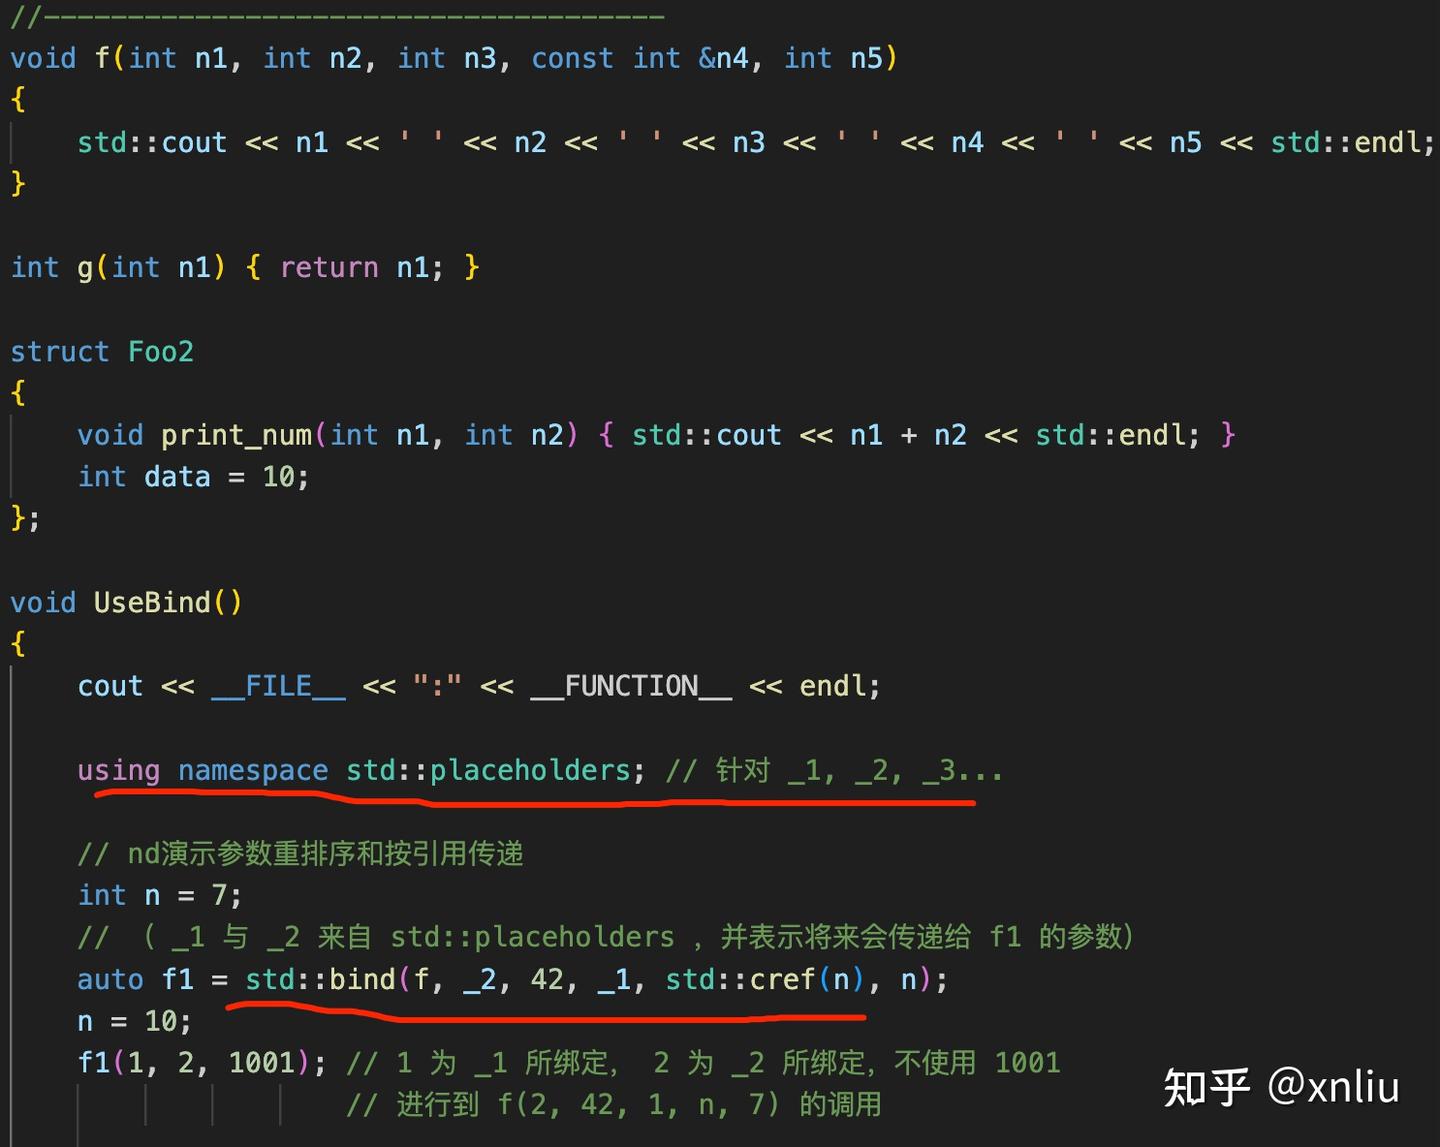 //-------------------------------------
void f(int n1, int n2, int n3, const int &n4, int n5)
{
    std::cout << n1 << ' ' << n2 << ' ' << n3 << ' ' << n4 << ' ' << n5 << std::endl;
}
int g(int n1) { return n1; }
struct Foo2
{
    void print_num(int n1, int n2) { std::cout << n1 + n2 << std::endl; }
    int data = 10;
};
void UseBind()
{
    cout << __FILE__ << ":" << __FUNCTION__ << endl;
    using namespace std::placeholders; // 针对 _1, _2, _3...
    // nd演示参数重排序和按引用传递
    int n = 7;
    // ( _1 与 _2 来自 std::placeholders ，并表示将来会传递给 f1 的参数)
    auto f1 = std::bind(f, _2, 42, _1, std::cref(n), n);
    n = 10;
    f1(1, 2, 1001); // 1 为 _1 所绑定， 2 为 _2 所绑定，不使用 1001
                    // 进行到 f(2, 42, 1, n, 7) 的调用
知乎 @xnliu